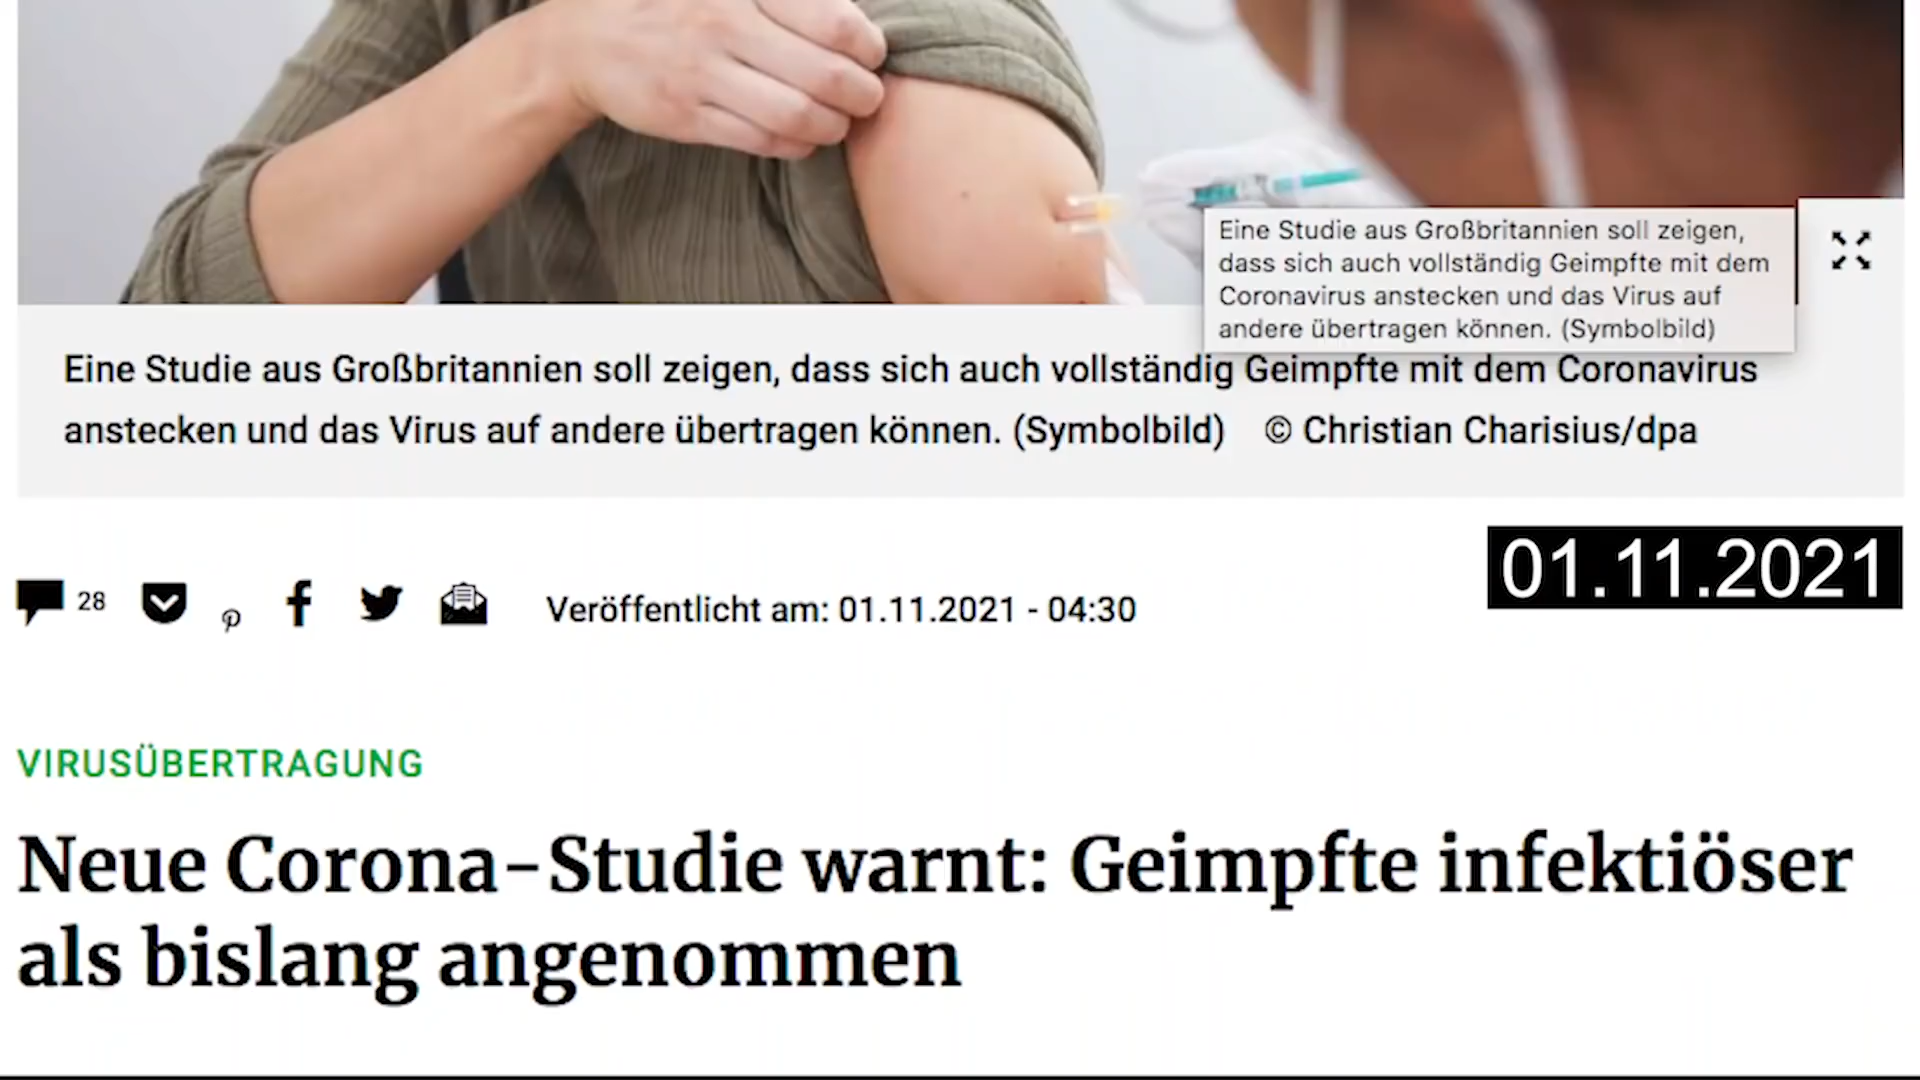 Eine Studie aus Großbritannien soll zeigen,
dass sich auch vollständig Geimpfte mit dem
Coronavirus anstecken und das Virus auf
andere übertragen können. (Symbolbild)
Eine Studie aus Großbritannien soll zeigen, dass sich auch vollständig Geimpfte mit dem Coronavirus
anstecken und das Virus auf andere übertragen können. (Symbolbild) © Christian Charisius/dpa
01.11.2021
28
Veröffentlicht am: 01.11.2021 - 04:30
VIRUSÜBERTRAGUNG
Neue Corona-Studie warnt: Geimpfte infektiöser
als bislang angenommen